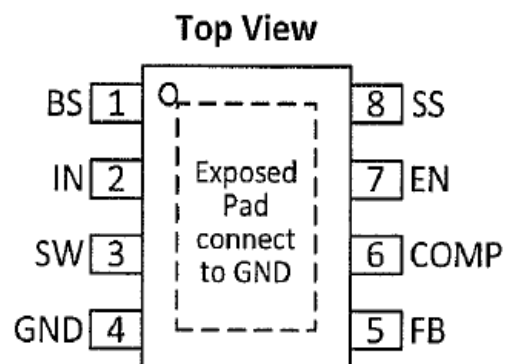 Top View
BS 1 8 SS
IN 2 Exposed 7 EN
Pad
SW 3 connect 6 COMP
to GND
GND 4 5 FB